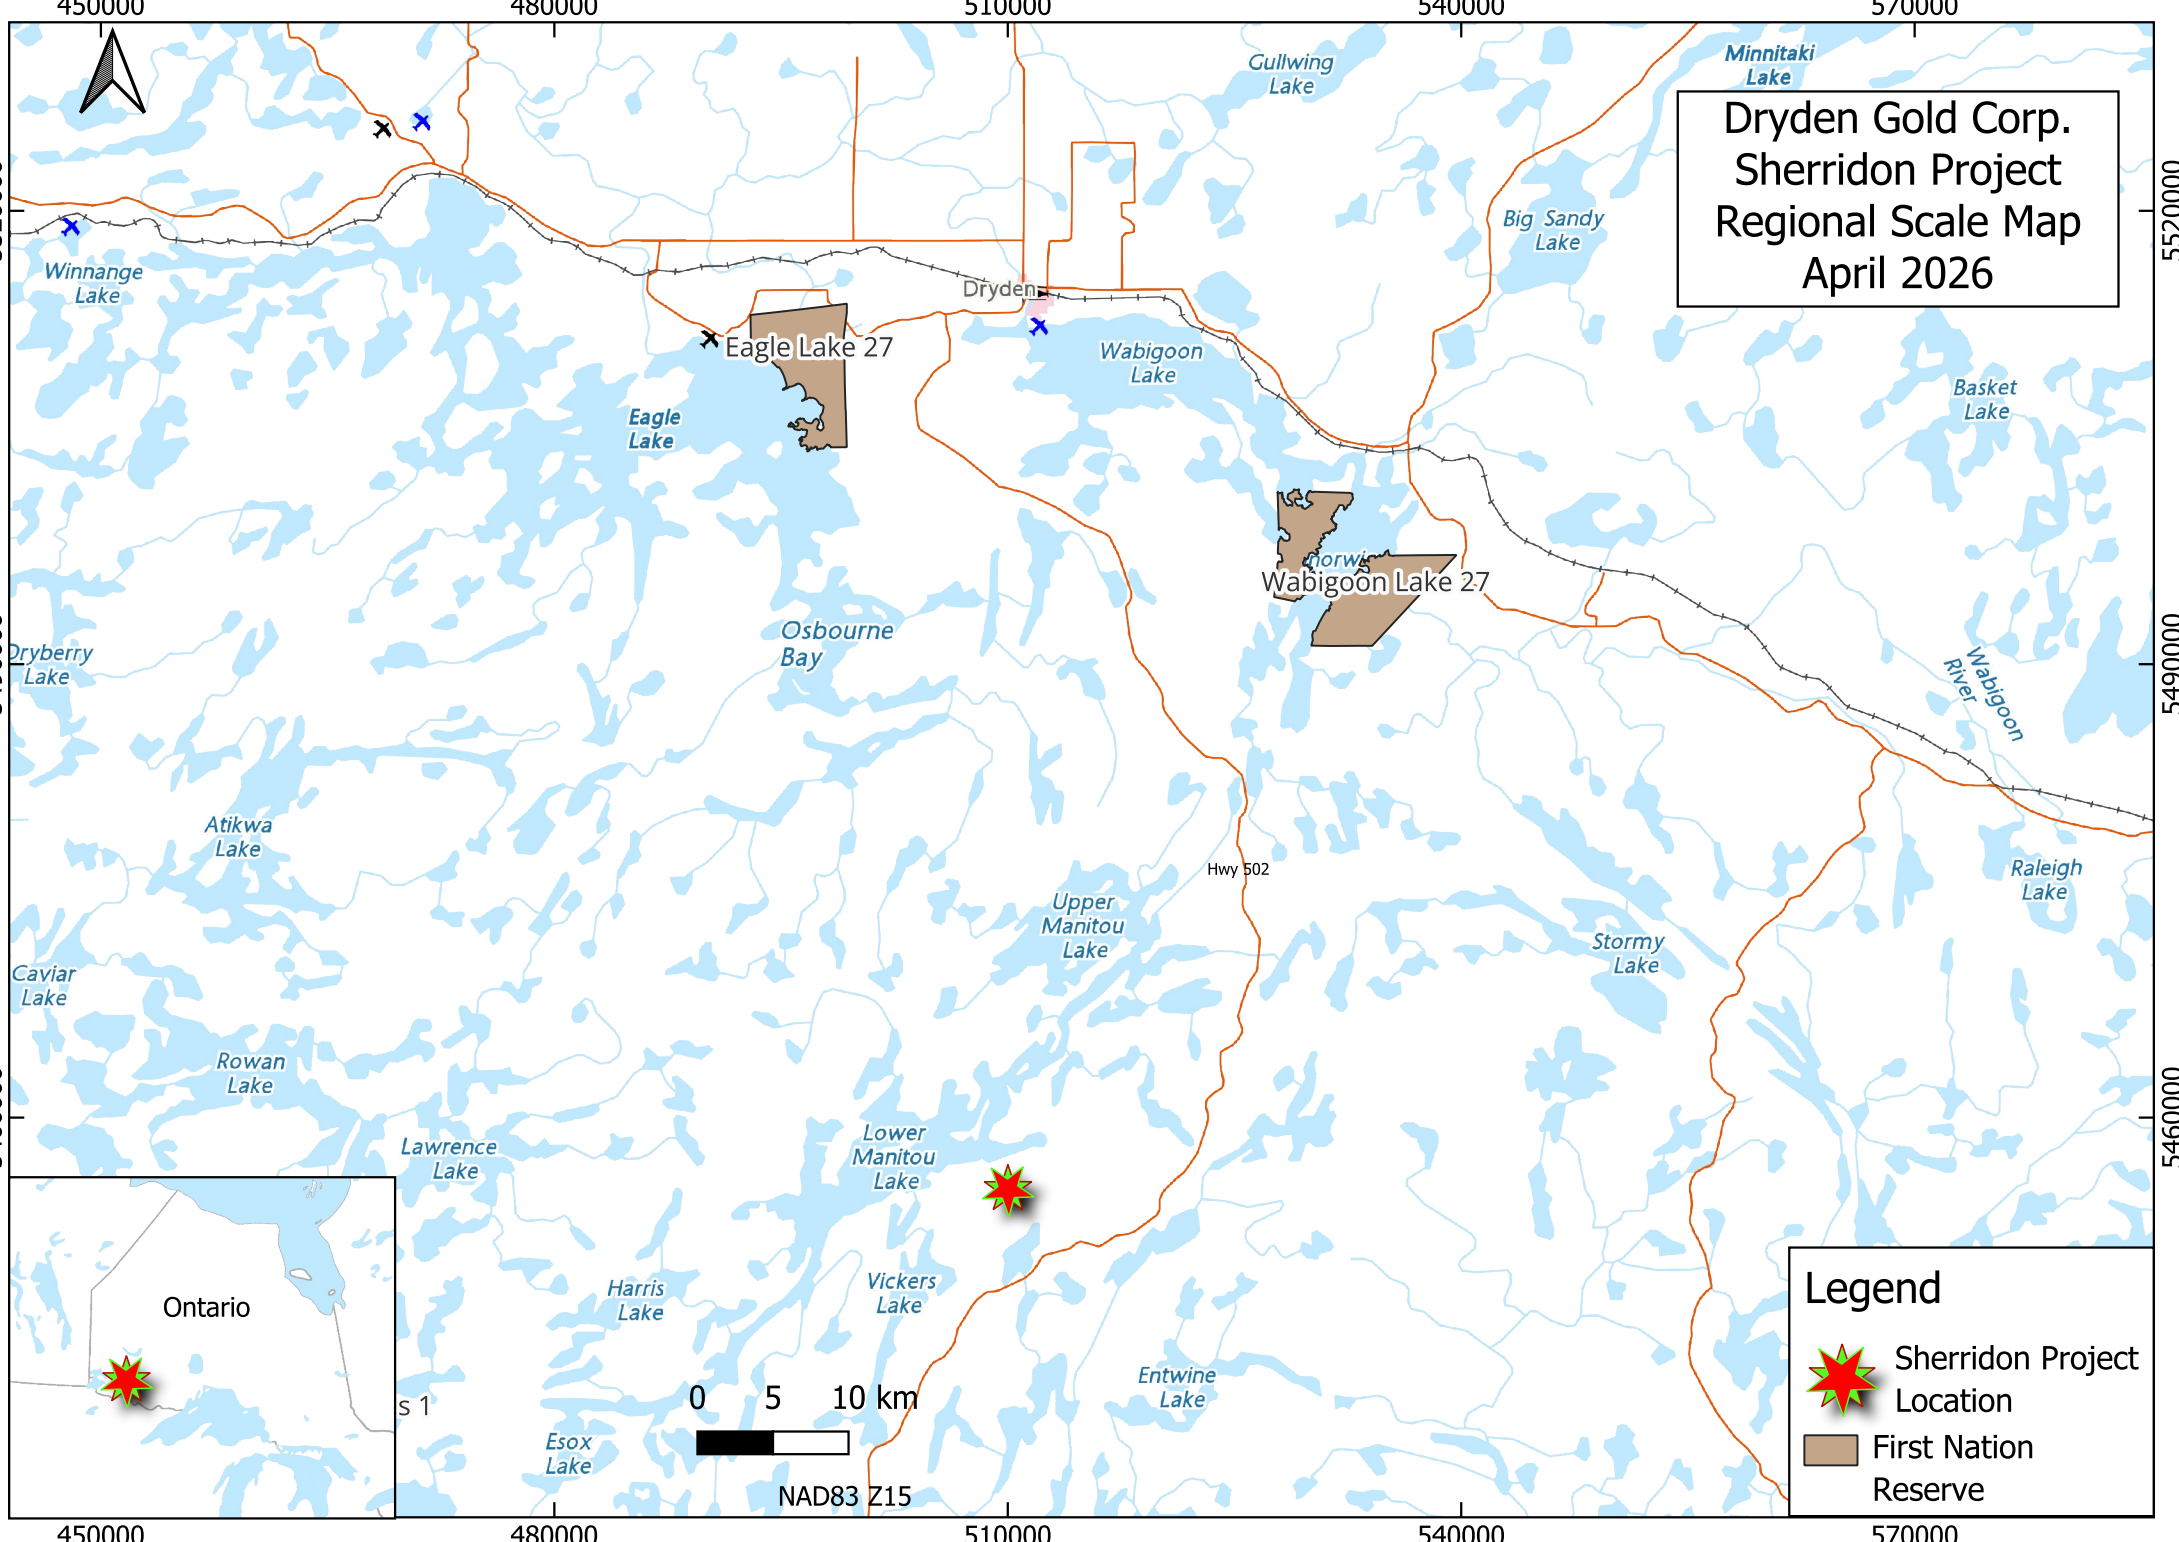 450000
480000
510000
540000
570000
Gullwing
Lake
Minnitaki
Lake
Dryden Gold Corp.
Sherridon Project
Regional Scale Map
April 2026
5520000
Big Sandy
Lake
Winnange
Lake
Dryden
Eagle Lake 27
Wabigoon
Lake
Basket
Lake
Eagle
Lake
Wabigoon Lake 27
Osbourne
Bay
Dryberry
Lake
5490000
Wabigoon
River
Atikwa
Lake
Hwy 502
Raleigh
Lake
Upper
Manitou
Lake
Stormy
Lake
Caviar
Lake
Rowan
Lake
5460000
Lawrence
Lake
Lower
Manitou
Lake
Harris
Lake
Vickers
Lake
Ontario
Entwine
Lake
s 1
0 5 10 km
Esox
Lake
NAD83 Z15
Legend
Sherridon Project
Location
First Nation
Reserve
450000
480000
510000
540000
570000